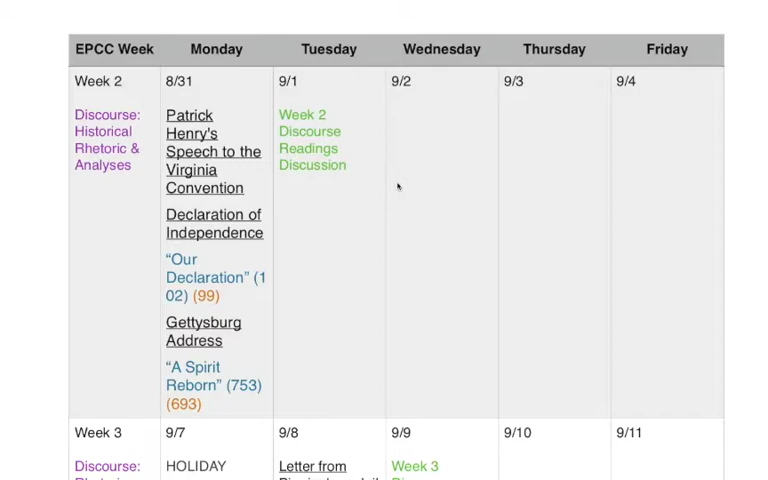 EPCC Week Monday Tuesday Wednesday Thursday Friday
Week 2 8/31 9/1 9/2 9/3 9/4
Discourse:
Historical
Rhetoric &
Analyses
Patrick
Henry's
Speech to the
Virginia
Convention
Declaration of
Independence
“Our
Declaration” (1
02) (99)
Gettysburg
Address
“A Spirit
Reborn” (753)
(693)
Week 2
Discourse
Readings
Discussion
Week 3 9/7 9/8 9/9 9/10 9/11
Discourse:
HOLIDAY
Letter from
Week 3